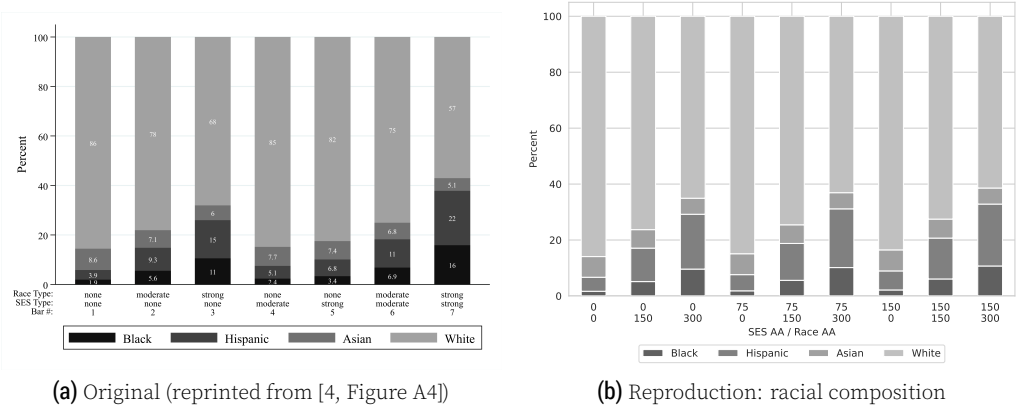 100
80
60
40
20
0
Percent
86 78 68 85 82 75 57
8.6 7.1 6 7.7 7.4 6.8 5.1
3.9 9.3 15 5.1 6.8 11 22
1.9 5.6 11 2.4 3.4 6.9 16
Race Type: none moderate strong none none moderate strong
SES Type: none none none moderate strong moderate strong
Bar #: 1 2 3 4 5 6 7
Black Hispanic Asian White
(a) Original (reprinted from [4, Figure A4])
100
80
60
40
20
0
Percent
0 0 0 75 75 75 150 150 150
0 150 300 0 150 300 0 150 300
SES AA / Race AA
Black Hispanic Asian White
(b) Reproduction: racial composition